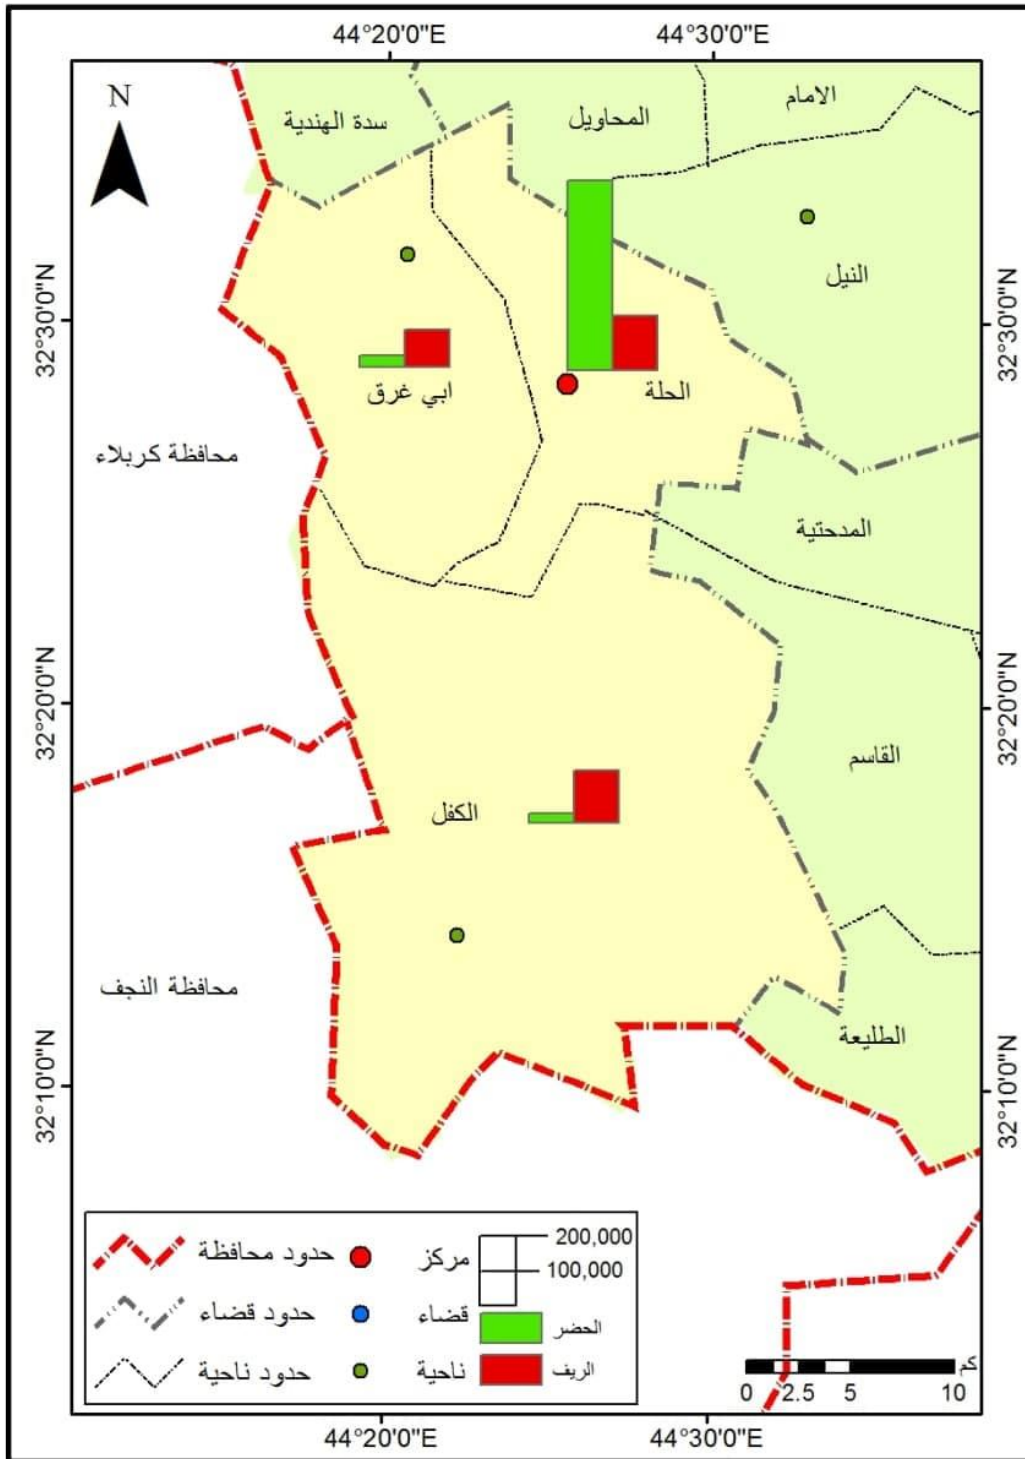 44°20'0"E
44°30'0"E
N
سدة الهندية
المحاويل
الامام
النيل
32°30'0"N
32°30'0"N
ابي غرق
الحلة
محافظة كربلاء
المدحتية
32°20'0"N
32°20'0"N
القاسم
الكفل
محافظة النجف
الطليعة
32°10'0"N
32°10'0"N
حدود محافظة
حدود قضاء
حدود ناحية
مركز
قضاء
ناحية
200,000
100,000
الحضر
الريف
كم
0 2.5 5 10
44°20'0"E
44°30'0"E